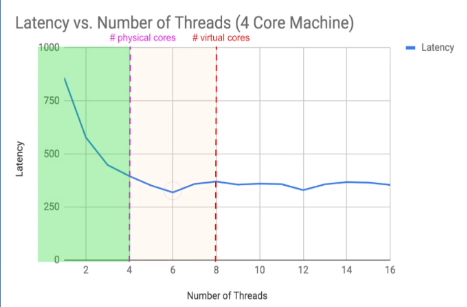 Latency vs. Number of Threads (4 Core Machine)
# physical cores # virtual cores
Latency
1000
750
500
250
0
Latency
2 4 6 8 10 12 14 16
Number of Threads